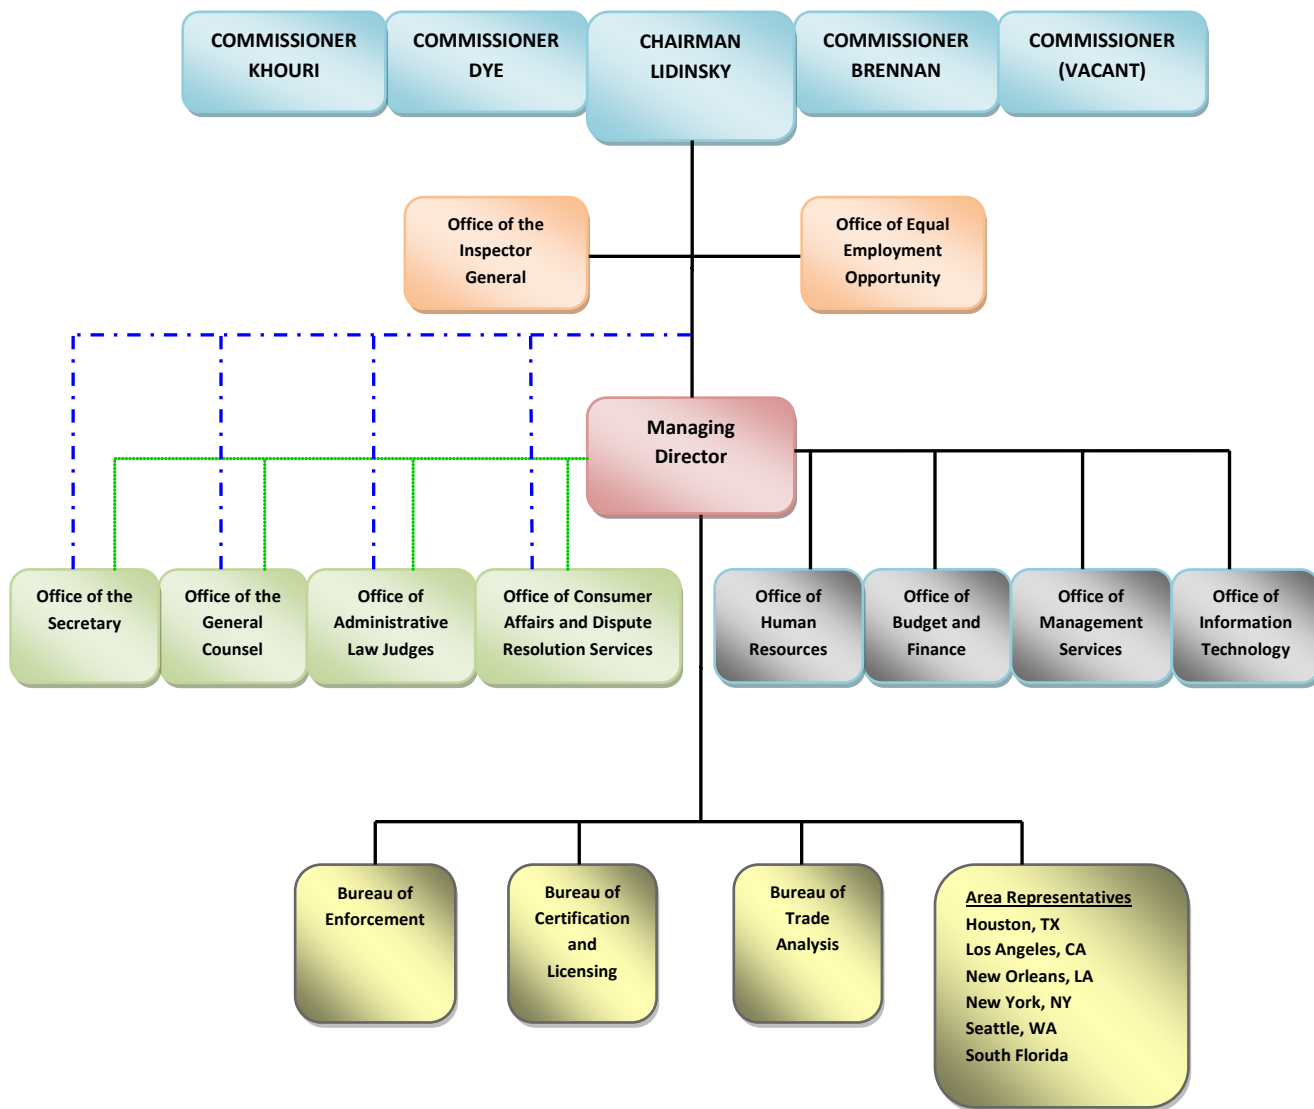 COMMISSIONER
KHOURI
COMMISSIONER
DYE
CHAIRMAN
LIDINSKY
COMMISSIONER
BRENNAN
COMMISSIONER
(VACANT)
Office of the
Inspector
General
Office of Equal
Employment
Opportunity
Managing
Director
Office of the
Secretary
Office of the
General
Counsel
Office of
Administrative
Law Judges
Office of Consumer
Affairs and Dispute
Resolution Services
Office of
Human
Resources
Office of
Budget and
Finance
Office of
Management
Services
Office of
Information
Technology
Bureau of
Enforcement
Bureau of
Certification
and
Licensing
Bureau of
Trade
Analysis
Area Representatives
Houston, TX
Los Angeles, CA
New Orleans, LA
New York, NY
Seattle, WA
South Florida